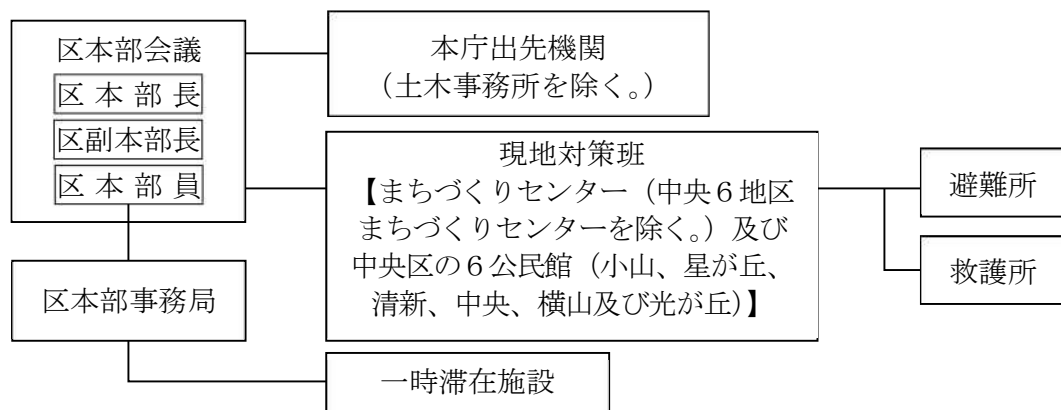 区本部会議
区本部長
区副本部長
区本部員
区本部事務局
本庁出先機関
（土木事務所を除く。）
現地対策班
【まちづくりセンター（中央６地区
まちづくりセンターを除く。）及び
中央区の６公民館（小山、星が丘、
清新、中央、横山及び光が丘）】
避難所
救護所
一時滞在施設